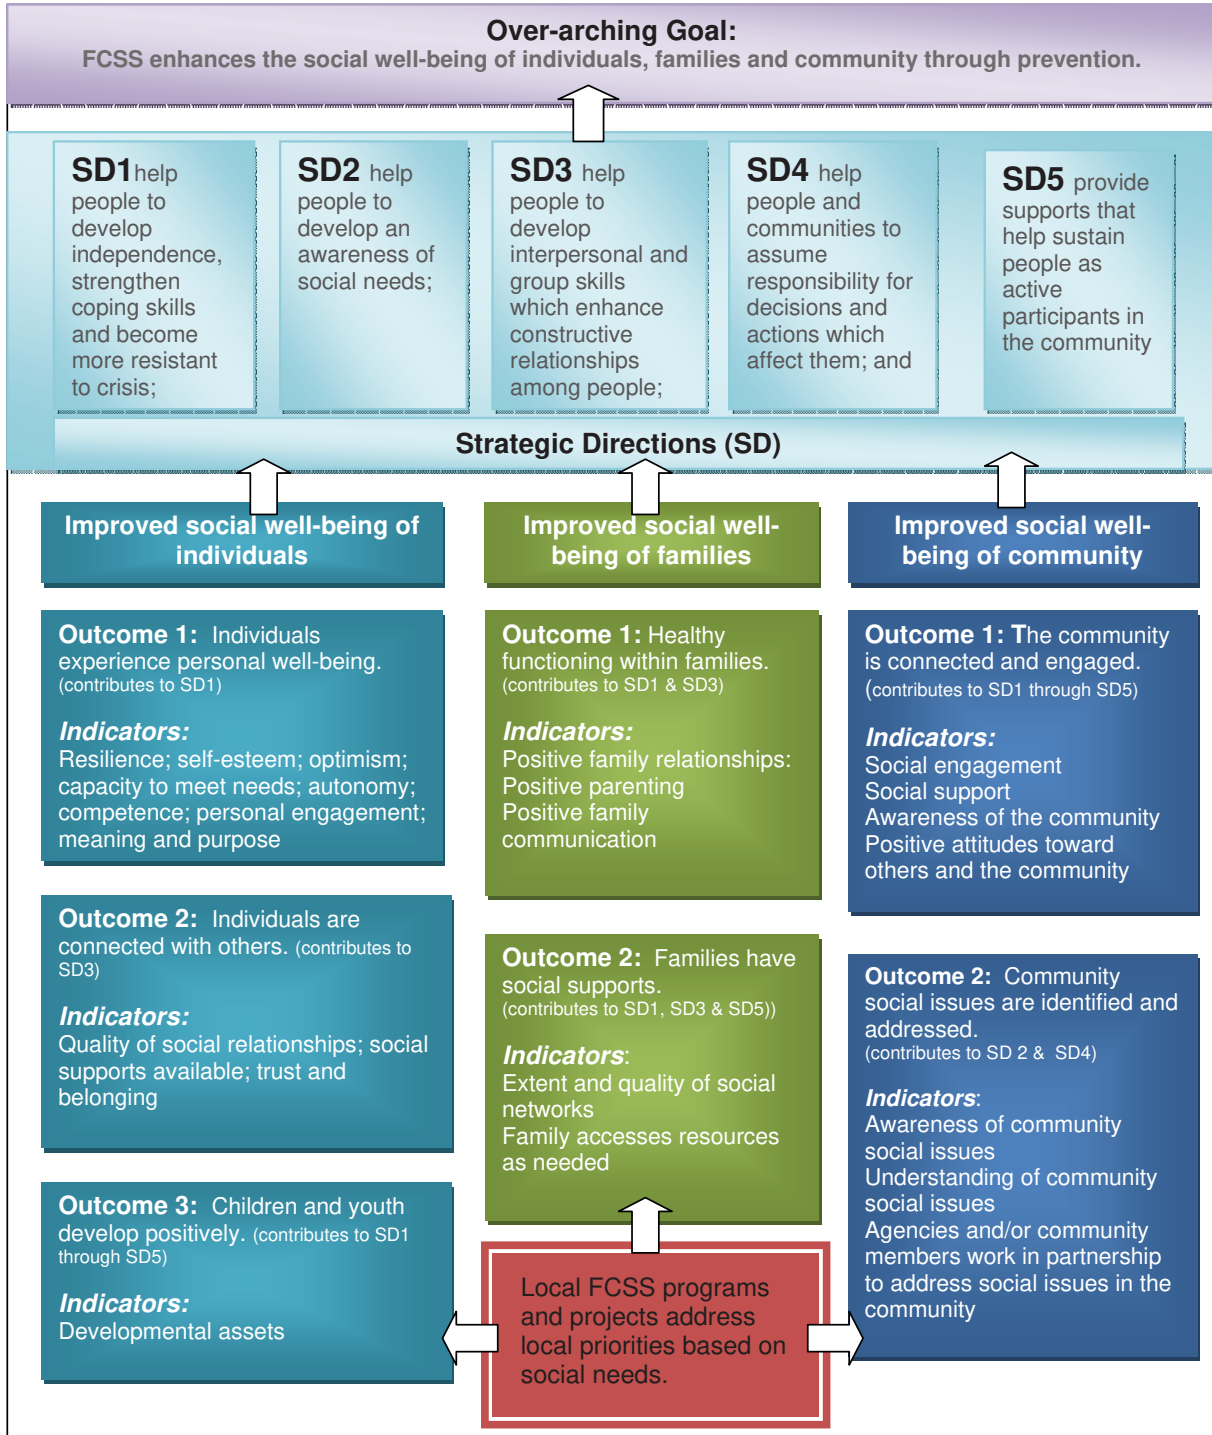 Over-arching Goal:
FCSS enhances the social well-being of individuals, families and community through prevention.
SD1 help
people to
develop
independence,
strengthen
coping skills
and become
more resistant
to crisis;
SD2 help
people to
develop an
awareness of
social needs;
SD3 help
people to
develop
interpersonal and
group skills
which enhance
constructive
relationships
among people;
SD4 help
people and
communities to
assume
responsibility for
decisions and
actions which
affect them; and
SD5 provide
supports that
help sustain
people as
active
participants in
the community
Strategic Directions (SD)
Improved social well-being of
individuals
Outcome 1: Individuals
experience personal well-being.
(contributes to SD1)
Indicators:
Resilience; self-esteem; optimism;
capacity to meet needs; autonomy;
competence; personal engagement;
meaning and purpose
Outcome 2: Individuals are
connected with others. (contributes to
SD3)
Indicators:
Quality of social relationships; social
supports available; trust and
belonging
Outcome 3: Children and youth
develop positively. (contributes to SD1
through SD5)
Indicators:
Developmental assets
Improved social well-
being of families
Outcome 1: Healthy
functioning within families.
(contributes to SD1 & SD3)
Indicators:
Positive family relationships:
Positive parenting
Positive family
communication
Outcome 2: Families have
social supports.
(contributes to SD1, SD3 & SD5))
Indicators:
Extent and quality of social
networks
Family accesses resources
as needed
Improved social well-
being of community
Outcome 1: The community
is connected and engaged.
(contributes to SD1 through SD5)
Indicators:
Social engagement
Social support
Awareness of the community
Positive attitudes toward
others and the community
Outcome 2: Community
social issues are identified and
addressed.
(contributes to SD 2 & SD4)
Indicators:
Awareness of community
social issues
Understanding of community
social issues
Agencies and/or community
members work in partnership
to address social issues in the
community
Local FCSS programs
and projects address
local priorities based on
social needs.